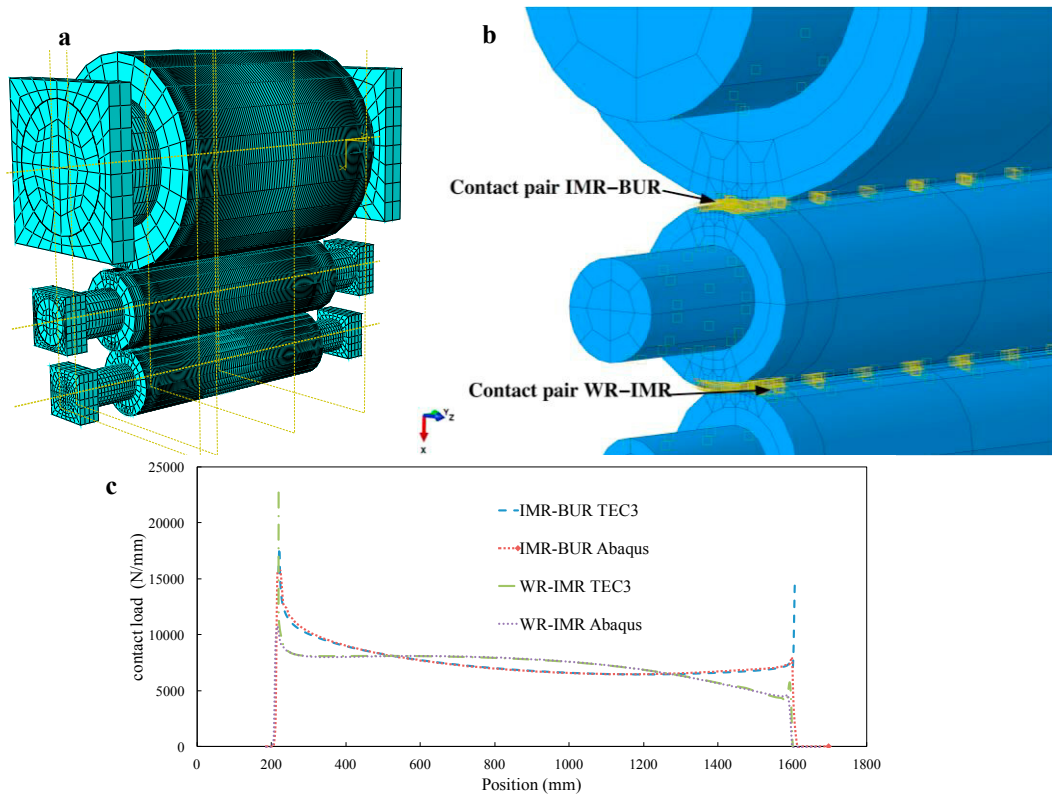 a
b
Contact pair IMR-BUR
Contact pair WR-IMR
Y
Z
X
c
25000
20000
15000
10000
5000
0
contact load (N/mm)
IMR-BUR TEC3
IMR-BUR Abaqus
WR-IMR TEC3
WR-IMR Abaqus
0 200 400 600 800 1000 1200 1400 1600 1800
Position (mm)